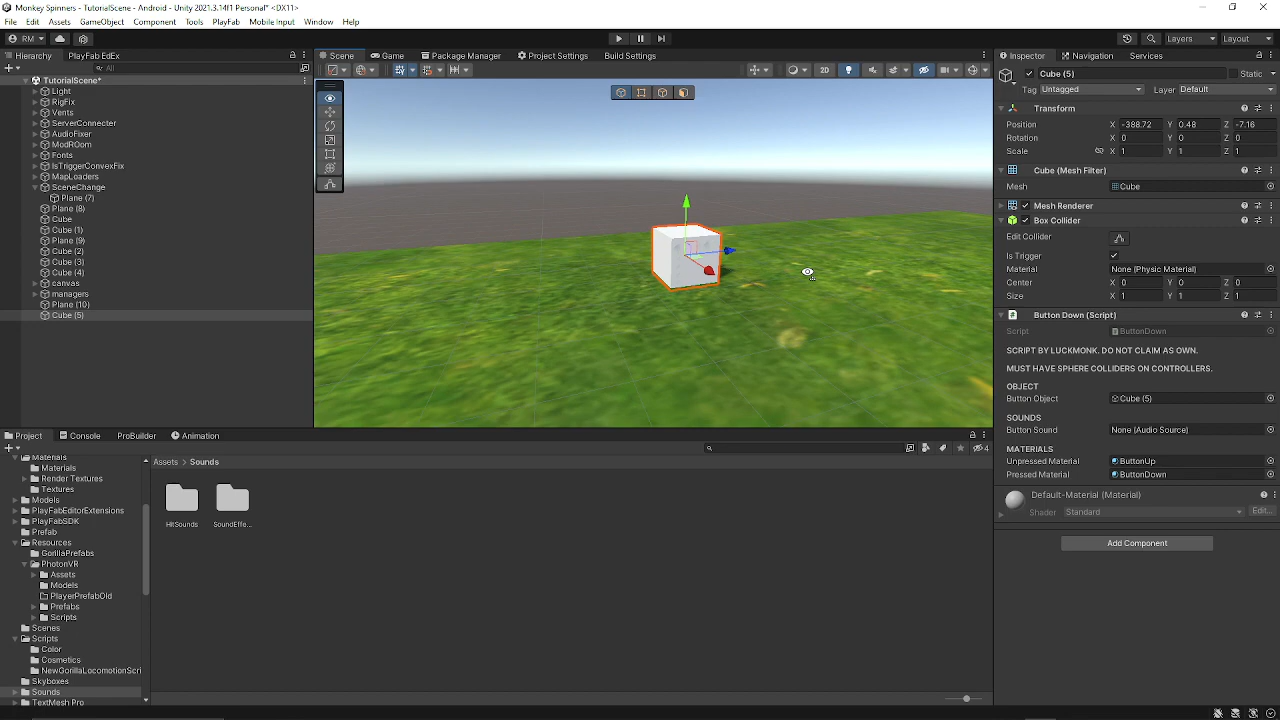 Monkey Spinners - TutorialScene - Android - Unity 2021.3.14f1 Personal* <DX11>
File Edit Assets GameObject Component Tools PlayFab Mobile Input Window Help
RM Layers Layout
Hierarchy PlayFab EdEx
Scene Game Package Manager Project Settings Build Settings
Inspector Navigation Services
All
2D
TutorialScene*
Light
RigFix
Vents
ServerConnecter
AudioFixer
ModROom
Fonts
IsTriggerConvexFix
MapLoaders
SceneChange
Plane (7)
Plane (8)
Cube
Cube (1)
Plane (9)
Cube (2)
Cube (3)
Cube (4)
canvas
managers
Plane (10)
Cube (5)
Cube (5) Static
Tag Untagged Layer Default
Transform
Position X -388.72 Y 0.48 Z -7.16
Rotation X 0 Y 0 Z 0
Scale X 1 Y 1 Z 1
Cube (Mesh Filter)
Mesh Cube
Mesh Renderer
Box Collider
Edit Collider
Is Trigger
Material None (Physic Material)
Center X 0 Y 0 Z 0
Size X 1 Y 1 Z 1
Button Down (Script)
Script ButtonDown
SCRIPT BY LUCKMONK. DO NOT CLAIM AS OWN.
MUST HAVE SPHERE COLLIDERS ON CONTROLLERS.
OBJECT
Button Object Cube (5)
SOUNDS
Button Sound None (Audio Source)
MATERIALS
Unpressed Material ButtonUp
Pressed Material ButtonDown
Default-Material (Material)
Shader Standard Edit...
Add Component
Project Console ProBuilder Animation
4
Materials
Materials
Render Textures
Textures
Models
PlayFabEditorExtensions
PlayFabSDK
Prefab
Resources
GorillaPrefabs
PhotonVR
Assets
Models
PlayerPrefabOld
Prefabs
Scripts
Scenes
Scripts
Color
Cosmetics
NewGorillaLocomotionScri
Skyboxes
Sounds
TextMesh Pro
Assets > Sounds
HitSounds SoundEffe...